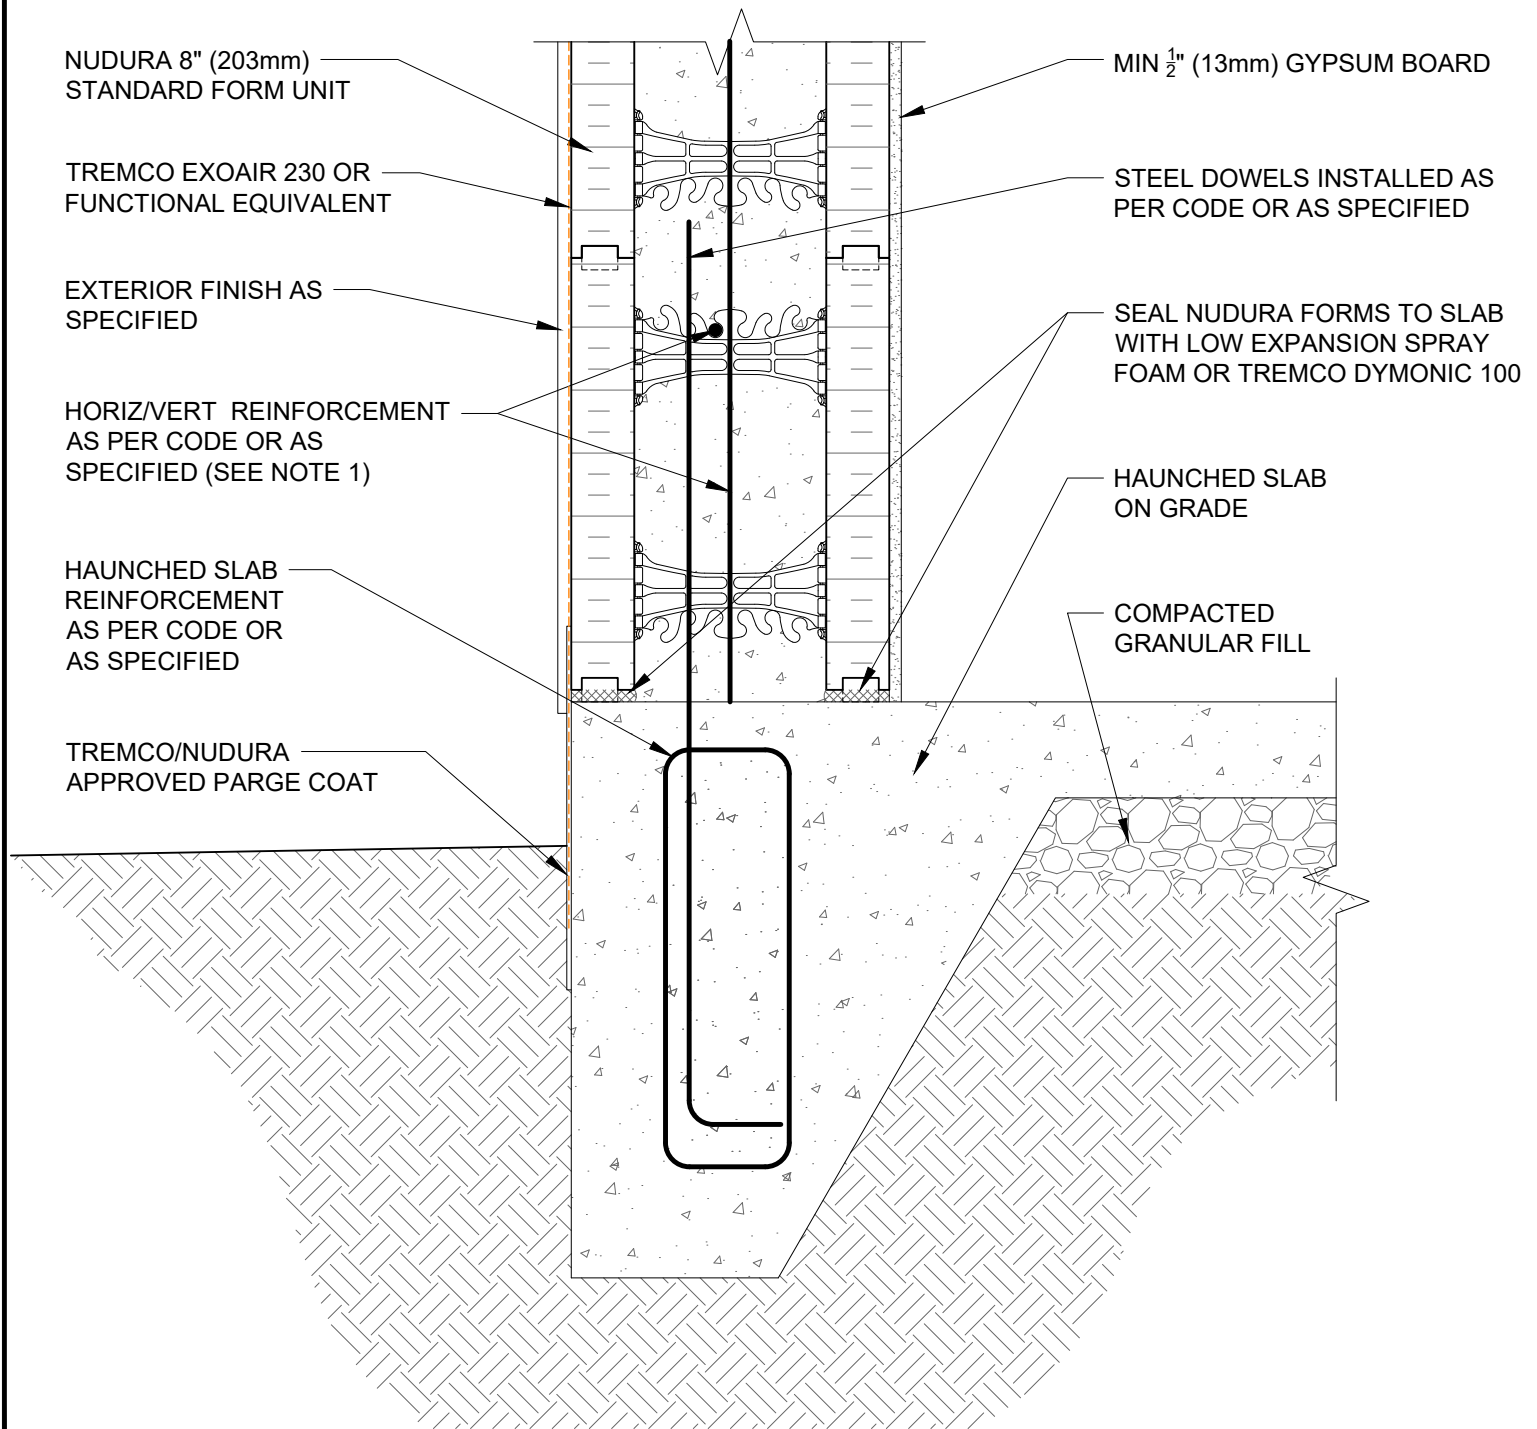 NUDURA 8" (203mm)
STANDARD FORM UNIT
TREMCO EXOAIR 230 OR
FUNCTIONAL EQUIVALENT
EXTERIOR FINISH AS
SPECIFIED
HORIZ/VERT REINFORCEMENT
AS PER CODE OR AS
SPECIFIED (SEE NOTE 1)
HAUNCHED SLAB
REINFORCEMENT
AS PER CODE OR
AS SPECIFIED
TREMCO/NUDURA
APPROVED PARGE COAT
MIN 1/2" (13mm) GYPSUM BOARD
STEEL DOWELS INSTALLED AS
PER CODE OR AS SPECIFIED
SEAL NUDURA FORMS TO SLAB
WITH LOW EXPANSION SPRAY
FOAM OR TREMCO DYMONIC 100
HAUNCHED SLAB
ON GRADE
COMPACTED
GRANULAR FILL